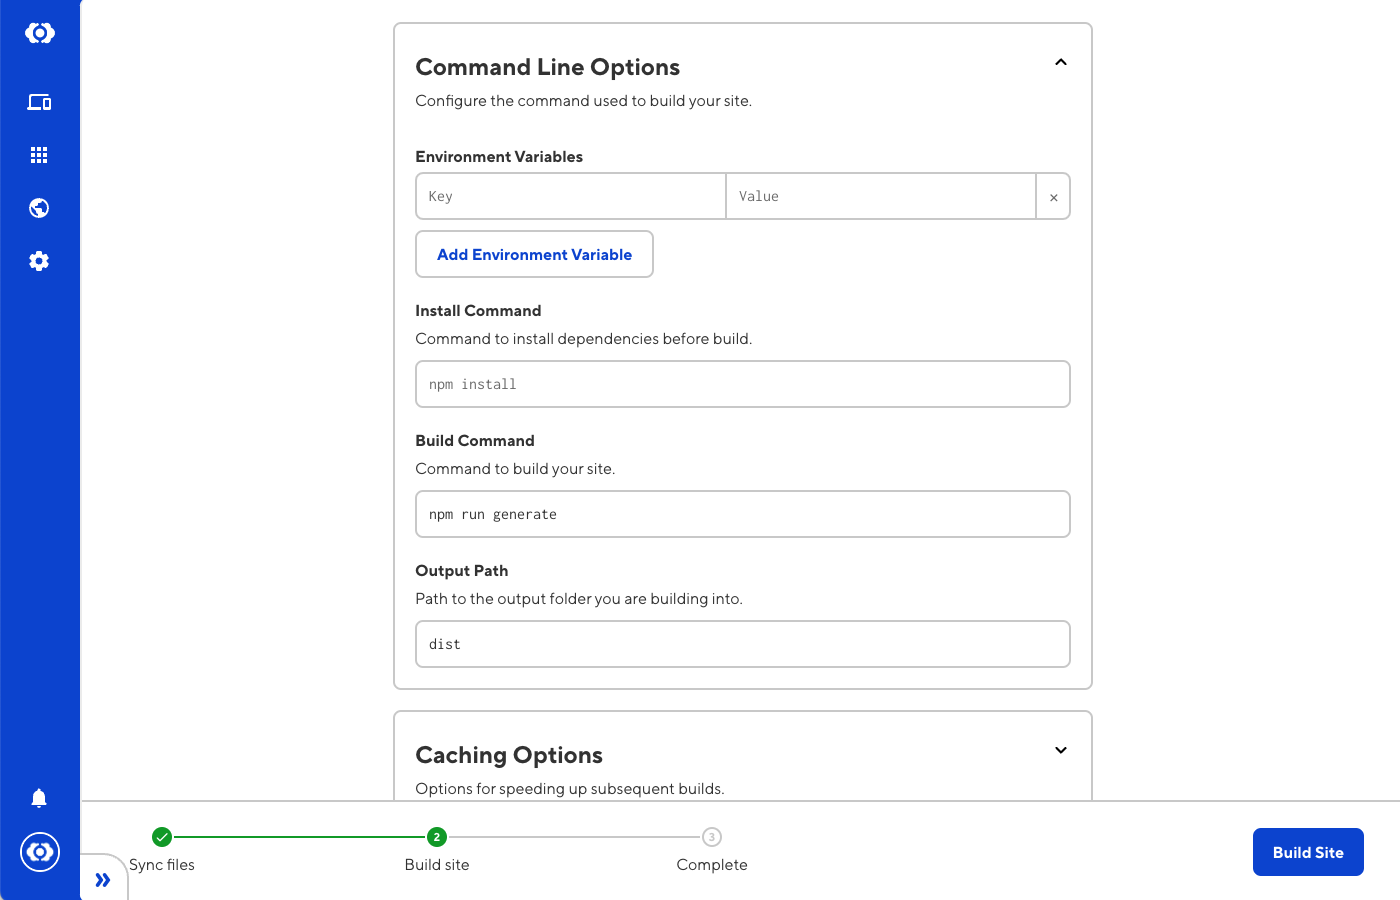 Command Line Options
Configure the command used to build your site.
Environment Variables
Key
Value
×
Add Environment Variable
Install Command
Command to install dependencies before build.
npm install
Build Command
Command to build your site.
npm run generate
Output Path
Path to the output folder you are building into.
dist
Caching Options
Options for speeding up subsequent builds.
Sync files
2
Build site
3
Complete
Build Site